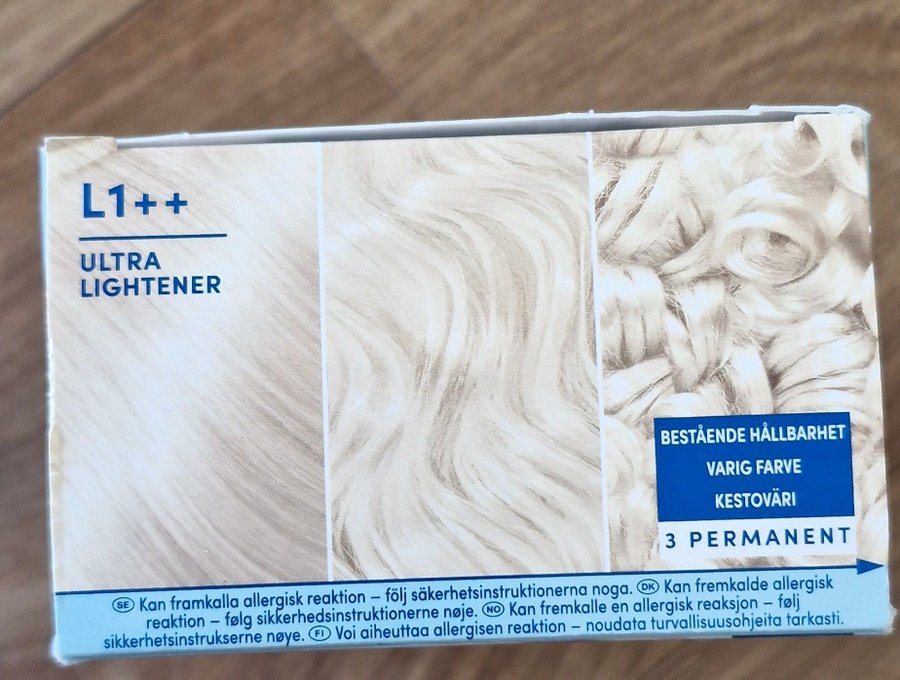 L1++
ULTRA
LIGHTENER
BESTÅENDE HÅLLBARHET
VARIG FARVE
KESTOVÄRI
3 PERMANENT
SE Kan framkalla allergisk reaktion – följ säkerhetsinstruktionerna noga. DK Kan fremkalde allergisk
reaktion – følg sikkerhedsinstruktionerne nøje. NO Kan fremkalle en allergisk reaksjon – følj
sikkerhetsinstrukserne nøye. FI Voi aiheuttaa allergisen reaktion – noudata turvallisuusohjeita tarkasti.